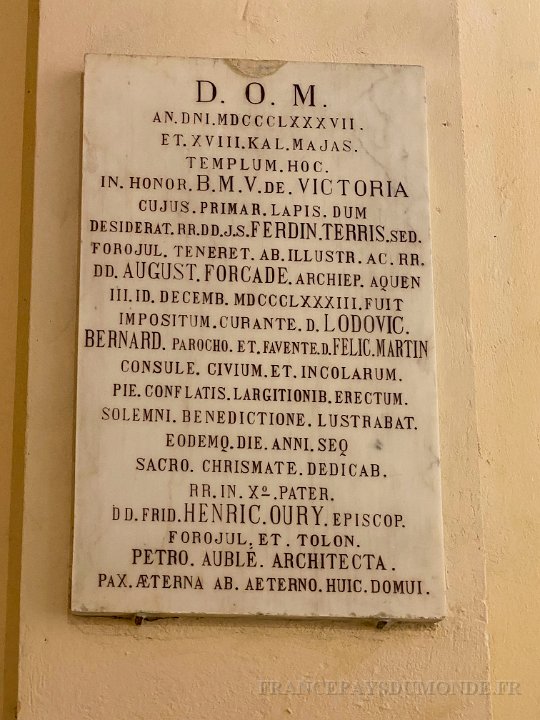 D. O. M.
AN. DNI. MDCCCLXXXVII.
ET. XVIII. KAL. MAJAS.
TEMPLUM. HOC.
IN. HONOR. B.M.V. DE. VICTORIA
CUJUS. PRIMAR. LAPIS. DUM
DESIDERAT. RR. DD. J.S. FERDIN. TERRIS. SED.
FOROJUL. TENERET. AB. ILLUSTR. AC. RR.
DD. AUGUST. FORCADE. ARCHIEP. AQUEN
III. ID. DECEMB. MDCCCLXXXIII. FUIT
IMPOSITUM. CURANTE. D. LODOVIC.
BERNARD. PAROCHO. ET. FAVENTE. D. FELIC. MARTIN
CONSULE. CIVIUM. ET. INCOLARUM.
PIE. CONFLATIS. LARGITIONIB. ERECTUM.
SOLEMNI. BENEDICTIONE. LUSTRABAT.
EODEMQ. DIE. ANNI. SEQ
SACRO. CHRISMATE. DEDICAB.
RR. IN. Xº. PATER.
DD. FRID. HENRIC. OURY. EPISCOP.
FOROJUL. ET. TOLON.
PETRO. AUBLÉ. ARCHITECTA.
PAX. ÆTERNA AB. AETERNO. HUIC. DOMUI.
FRANCEPAYSDUMONDE.FR